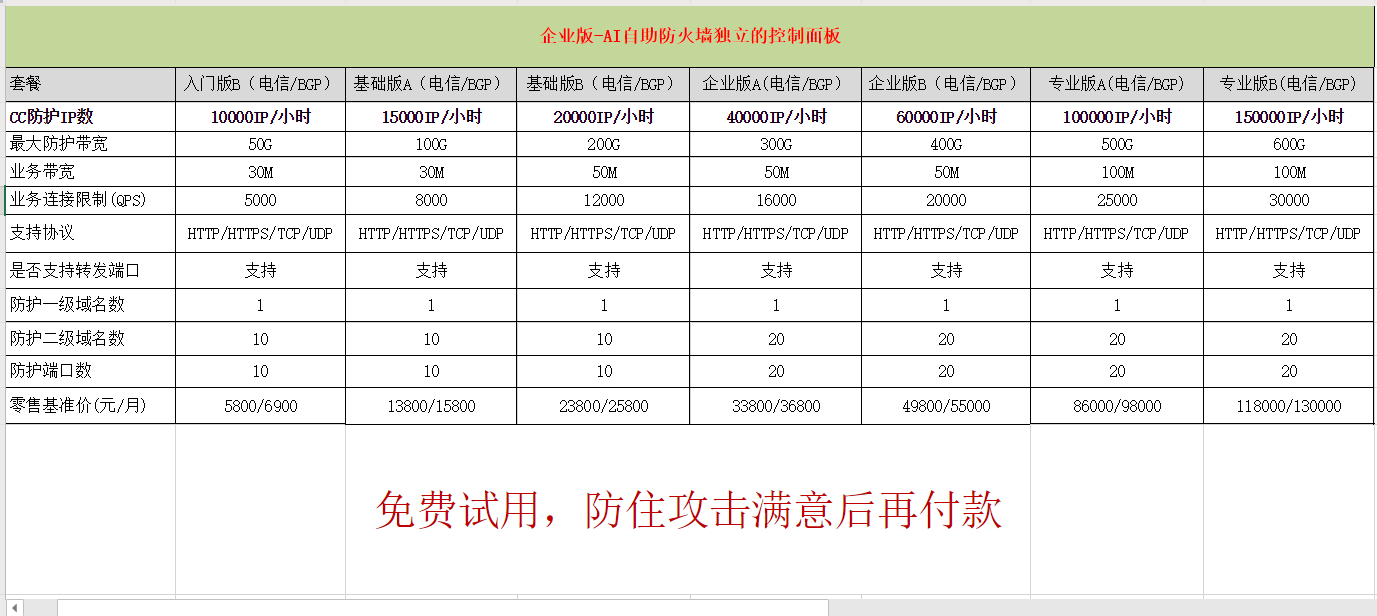 企业版-AI自助防火墙独立的控制面板
套餐 入门版B（电信/BGP） 基础版A（电信/BGP） 基础版B（电信/BGP） 企业版A(电信/BGP） 企业版B（电信/BGP） 专业版A(电信/BGP) 专业版B(电信/BGP)
CC防护IP数 10000IP/小时 15000IP/小时 20000IP/小时 40000IP/小时 60000IP/小时 100000IP/小时 150000IP/小时
最大防护带宽 50G 100G 200G 300G 400G 500G 600G
业务带宽 30M 30M 50M 50M 50M 100M 100M
业务连接限制(QPS) 5000 8000 12000 16000 20000 25000 30000
支持协议 HTTP/HTTPS/TCP/UDP HTTP/HTTPS/TCP/UDP HTTP/HTTPS/TCP/UDP HTTP/HTTPS/TCP/UDP HTTP/HTTPS/TCP/UDP HTTP/HTTPS/TCP/UDP HTTP/HTTPS/TCP/UDP
是否支持转发端口 支持 支持 支持 支持 支持 支持 支持
防护一级域名数 1 1 1 1 1 1 1
防护二级域名数 10 10 10 20 20 20 20
防护端口数 10 10 10 20 20 20 20
零售基准价(元/月) 5800/6900 13800/15800 23800/25800 33800/36800 49800/55000 86000/98000 118000/130000
免费试用，防住攻击满意后再付款